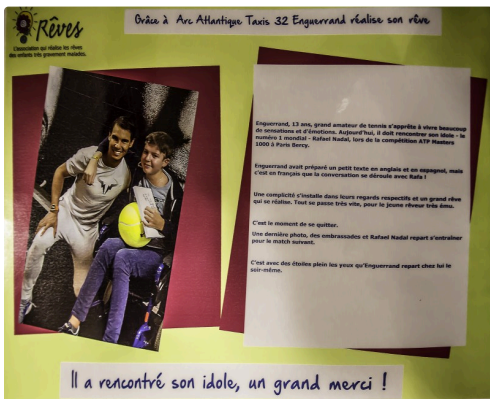 Grâce à Arc Atlantique Taxis 32 Enguerrand réalise son rêve
Rêves
L'association qui réalise les rêves
des enfants très gravement malades.
Enguerrand, 13 ans, grand amateur de tennis s'apprête à vivre beaucoup
de sensations et d'émotions. Aujourd'hui, il doit rencontrer son idole - le
numéro 1 mondial - Rafael Nadal, lors de la compétition ATP Masters
1000 à Paris Bercy.
Enguerrand avait préparé un petit texte en anglais et en espagnol, mais
c'est en français que la conversation se déroule avec Rafa !
Une complicité s'installe dans leurs regards respectifs et un grand rêve
qui se réalise. Tout se passe très vite, pour le jeune rêveur très ému.
C'est le moment de se quitter.
Une dernière photo, des embrassades et Rafael Nadal repart s'entraîner
pour la match suivant.
C'est avec des étoiles plein les yeux qu'Enguerrand repart chez lui le
soir-même.
Il a rencontré son idole, un grand merci !